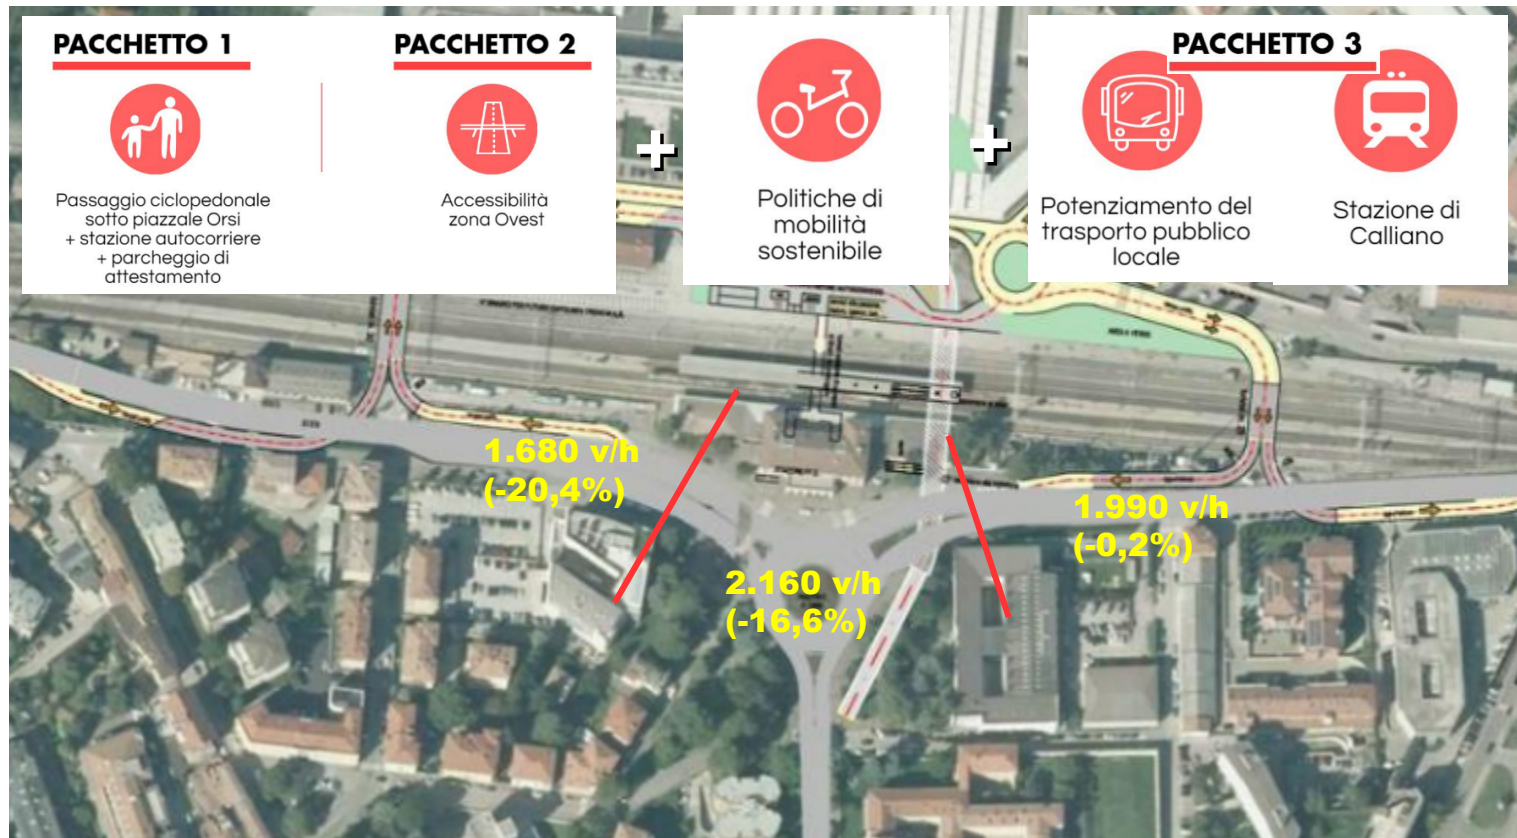 PACCHETTO 1
Passaggio ciclopedonale
sotto piazzale Orsi
+ stazione autocorriere
+ parcheggio di
attestamento
PACCHETTO 2
Accessibilità
zona Ovest
+
Politiche di
mobilità
sostenibile
+
PACCHETTO 3
Potenziamento del
trasporto pubblico
locale
Stazione di
Calliano
1.680 v/h
(-20,4%)
2.160 v/h
(-16,6%)
1.990 v/h
(-0,2%)